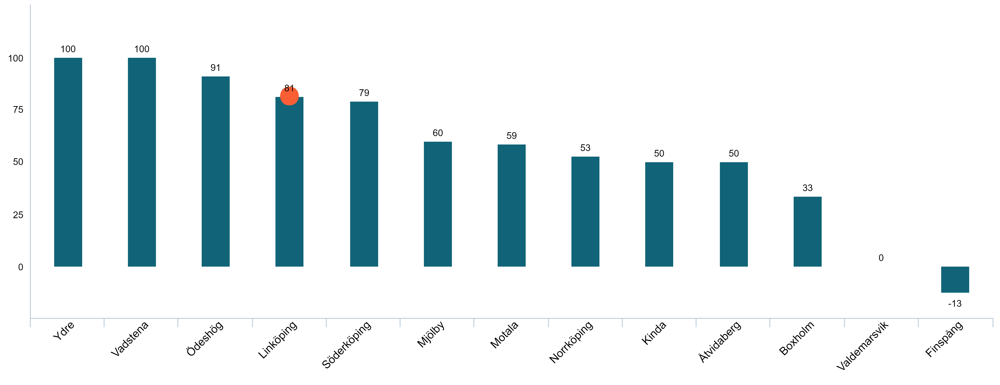 100
75
50
25
0
100
100
91
81
79
60
59
53
50
50
33
0
-13
Ydre
Vadstena
Ödeshög
Linköping
Söderköping
Mjölby
Motala
Norrköping
Kinda
Åtvidaberg
Boxholm
Valdemarsvik
Finspång